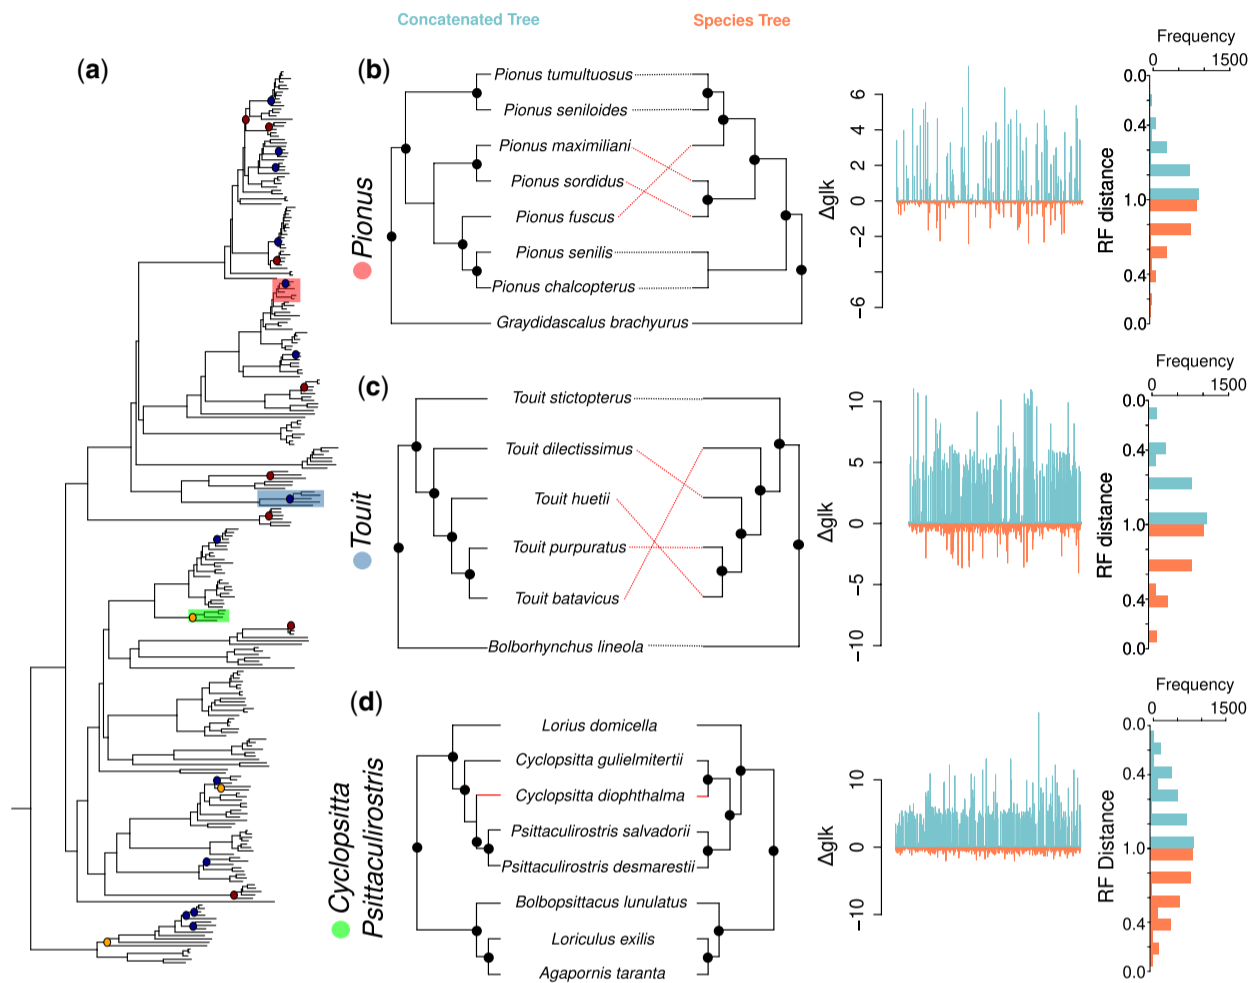 Concatenated Tree
Species Tree
(a)
(b)
Pionus
Pionus tumultuosus
Pionus seniloides
Pionus maximiliani
Pionus sordidus
Pionus fuscus
Pionus senilis
Pionus chalcopterus
Graydidascalus brachyurus
Δglk
6
4
2
0
−2
−6
Frequency
0
1500
RF distance
0.0
0.4
1.0
0.4
0.0
(c)
Touit
Touit stictopterus
Touit dilectissimus
Touit huetii
Touit purpuratus
Touit batavicus
Bolborhynchus lineola
Δglk
10
5
0
−5
−10
Frequency
0
1500
RF distance
0.0
0.4
1.0
0.4
0.0
(d)
Cyclopsitta
Psittaculirostris
Lorius domicella
Cyclopsitta gulielmitertii
Cyclopsitta diophthalma
Psittaculirostris salvadorii
Psittaculirostris desmarestii
Bolbopsittacus lunulatus
Loriculus exilis
Agapornis taranta
Δglk
10
0
−10
Frequency
0
1500
RF Distance
0.0
0.4
1.0
0.4
0.0